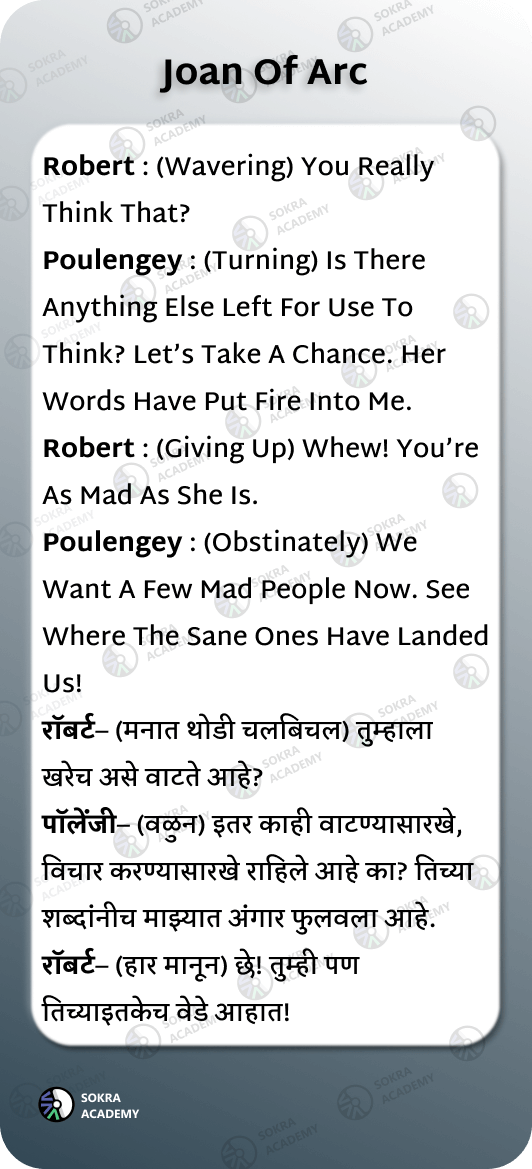 Joan Of Arc
Robert : (Wavering) You Really
Think That?
Poulengey : (Turning) Is There
Anything Else Left For Use To
Think? Let’s Take A Chance. Her
Words Have Put Fire Into Me.
Robert : (Giving Up) Whew! You’re
As Mad As She Is.
Poulengey : (Obstinately) We
Want A Few Mad People Now. See
Where The Sane Ones Have Landed
Us!
रॉबर्ट– (मनात थोडी चलबिचल) तुम्हाला
खरेच असे वाटते आहे?
पॉलेंजी– (वळुन) इतर काही वाटण्यासारखे,
विचार करण्यासारखे राहिले आहे का? तिच्या
शब्दांनीच माझ्यात अंगार फुलवला आहे.
रॉबर्ट– (हार मानून) छे! तुम्ही पण
तिच्याइतकेच वेडे आहात!
SOKRA
ACADEMY